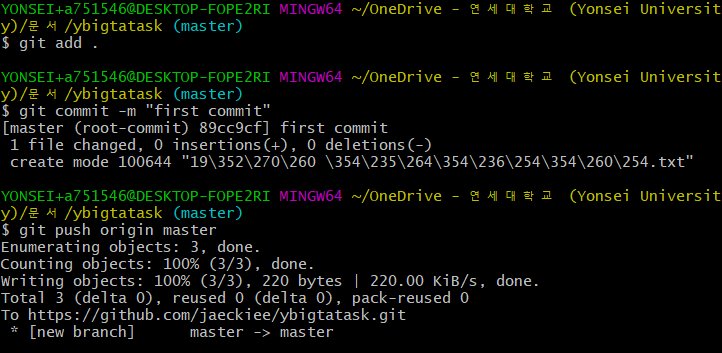 YONSEI+a751546@DESKTOP-FOPE2RI MINGW64 ~/OneDrive - 연세대학교 (Yonsei Universit
y)/문서/ybigtatask (master)
$ git add .
YONSEI+a751546@DESKTOP-FOPE2RI MINGW64 ~/OneDrive - 연세대학교 (Yonsei Universit
y)/문서/ybigtatask (master)
$ git commit -m "first commit"
[master (root-commit) 89cc9cf] first commit
 1 file changed, 0 insertions(+), 0 deletions(-)
 create mode 100644 "19\352\270\260 \354\235\264\354\236\254\354\260\254.txt"
YONSEI+a751546@DESKTOP-FOPE2RI MINGW64 ~/OneDrive - 연세대학교 (Yonsei Universit
y)/문서/ybigtatask (master)
$ git push origin master
Enumerating objects: 3, done.
Counting objects: 100% (3/3), done.
Writing objects: 100% (3/3), 220 bytes | 220.00 KiB/s, done.
Total 3 (delta 0), reused 0 (delta 0), pack-reused 0
To https://github.com/jaeckiee/ybigtatask.git
 * [new branch]      master -> master